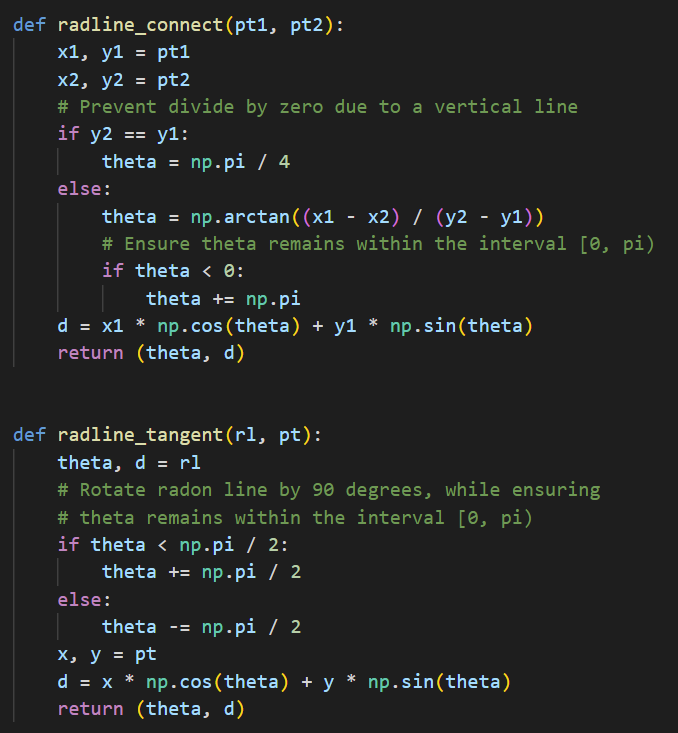 def radline_connect(pt1, pt2):
    x1, y1 = pt1
    x2, y2 = pt2
    # Prevent divide by zero due to a vertical line
    if y2 == y1:
        theta = np.pi / 4
    else:
        theta = np.arctan((x1 - x2) / (y2 - y1))
        # Ensure theta remains within the interval [0, pi)
        if theta < 0:
            theta += np.pi
    d = x1 * np.cos(theta) + y1 * np.sin(theta)
    return (theta, d)

def radline_tangent(rl, pt):
    theta, d = rl
    # Rotate radon line by 90 degrees, while ensuring
    # theta remains within the interval [0, pi)
    if theta < np.pi / 2:
        theta += np.pi / 2
    else:
        theta -= np.pi / 2
    x, y = pt
    d = x * np.cos(theta) + y * np.sin(theta)
    return (theta, d)